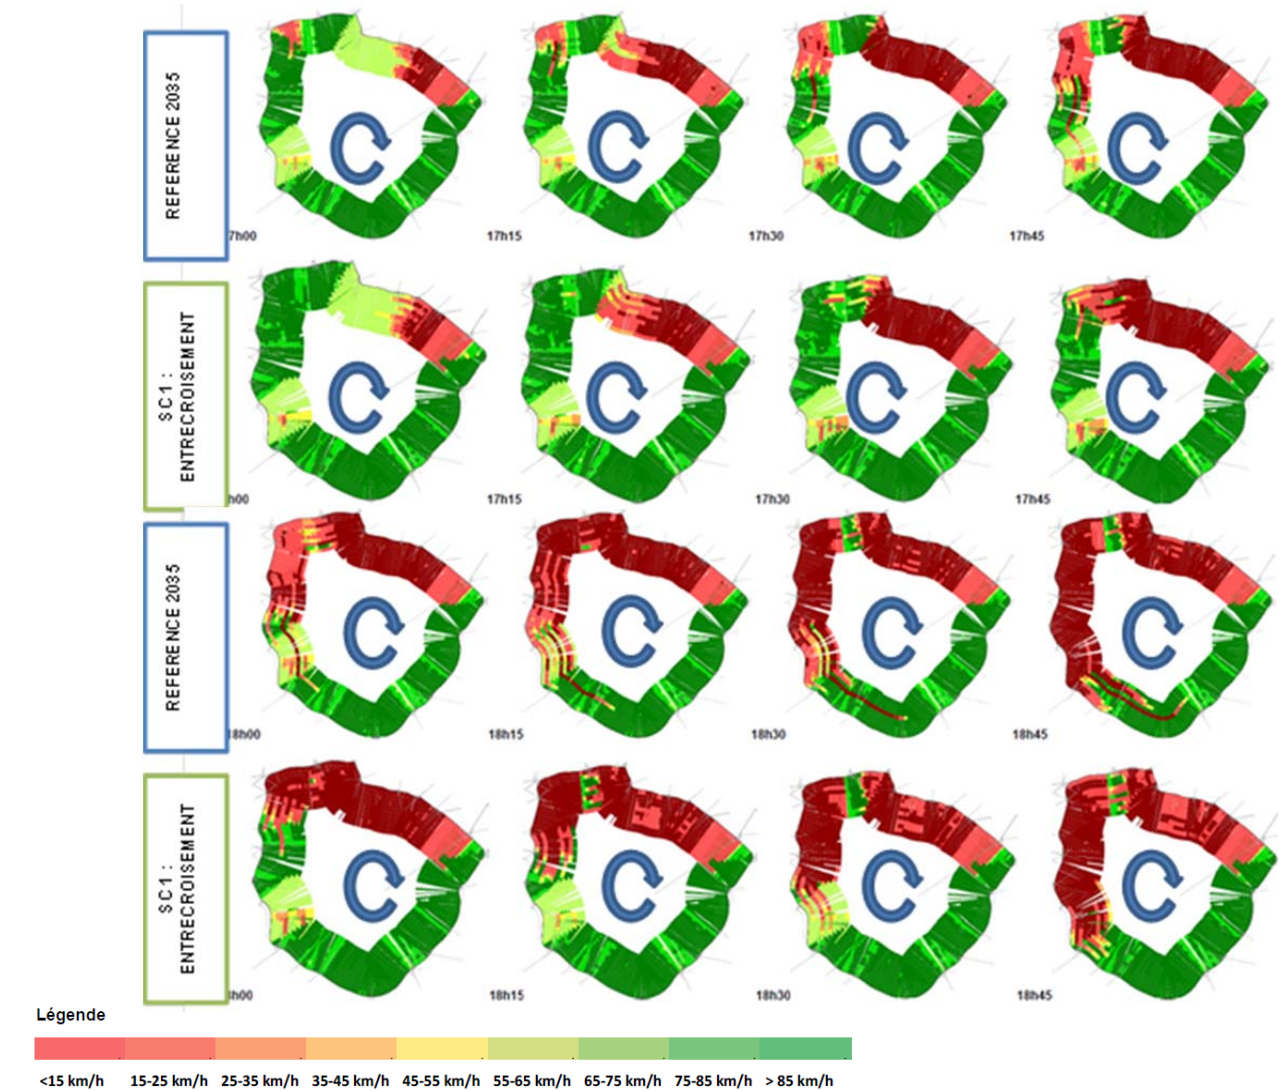 REFERENCE 2035
7h00
17h15
17h30
17h45
SC1 :
ENTRECROISEMENT
h00
17h15
17h30
17h45
REFERENCE 2035
8h00
18h15
18h30
18h45
SC1 :
ENTRECROISEMENT
h00
18h15
18h30
18h45
Légende
<15 km/h 15-25 km/h 25-35 km/h 35-45 km/h 45-55 km/h 55-65 km/h 65-75 km/h 75-85 km/h > 85 km/h